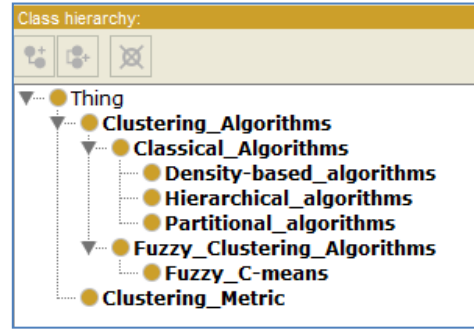 Class hierarchy:
Thing
Clustering_Algorithms
Classical_Algorithms
Density-based_algorithms
Hierarchical_algorithms
Partitional_algorithms
Fuzzy_Clustering_Algorithms
Fuzzy_C-means
Clustering_Metric